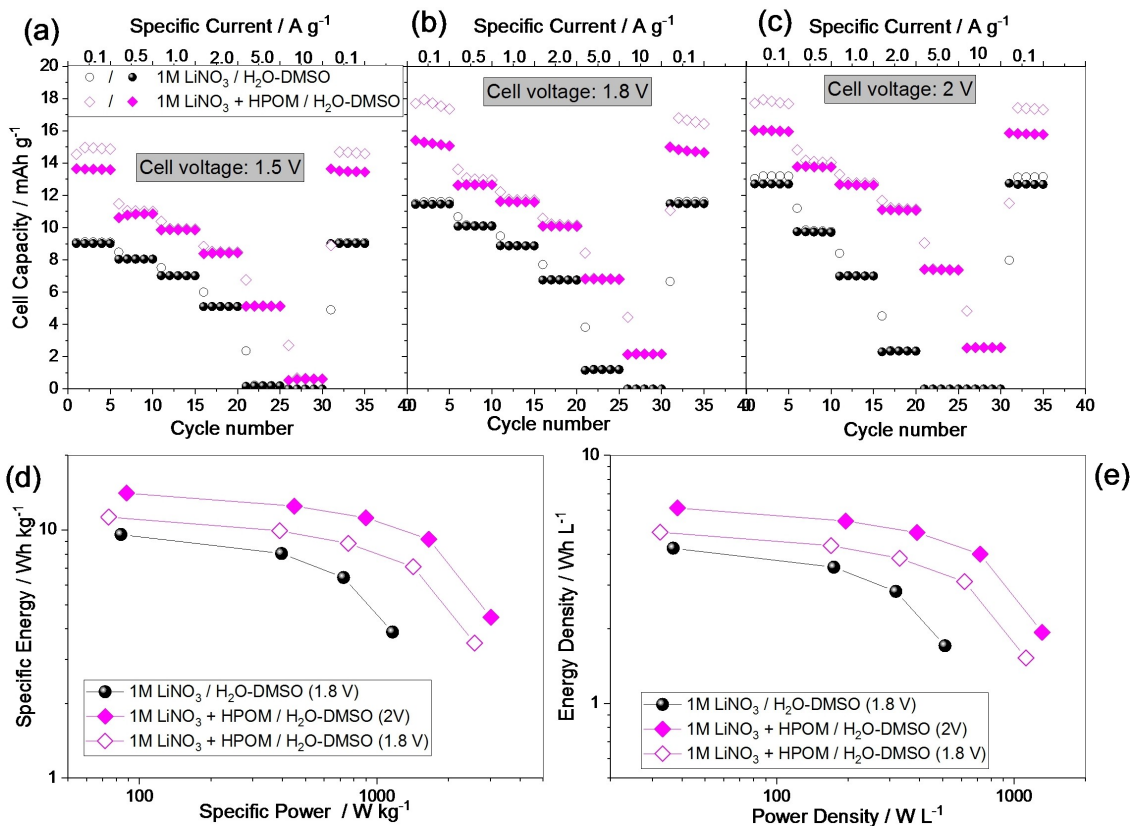 (a)
Specific Current / A g⁻¹
0.1 0.5 1.0 2.0 5.0 10 0.1
20
18
16
14
12
10
8
6
4
2
0
Cell Capacity / mAh g⁻¹
○ / ● 1M LiNO₃ / H₂O-DMSO
◇ / ◆ 1M LiNO₃ + HPOM / H₂O-DMSO
Cell voltage: 1.5 V
0 5 10 15 20 25 30 35 40
Cycle number
(b)
Specific Current / A g⁻¹
0.1 0.5 1.0 2.0 5.0 10 0.1
Cell voltage: 1.8 V
0 5 10 15 20 25 30 35 40
Cycle number
(c)
Specific Current / A g⁻¹
0.1 0.5 1.0 2.0 5.0 10 0.1
Cell voltage: 2 V
0 5 10 15 20 25 30 35 40
Cycle number
(d)
Specific Energy / Wh kg⁻¹
10
1
1M LiNO₃ / H₂O-DMSO (1.8 V)
1M LiNO₃ + HPOM / H₂O-DMSO (2V)
1M LiNO₃ + HPOM / H₂O-DMSO (1.8 V)
100 1000
Specific Power / W kg⁻¹
(e)
Energy Density / Wh L⁻¹
10
1
1M LiNO₃ / H₂O-DMSO (1.8 V)
1M LiNO₃ + HPOM / H₂O-DMSO (2V)
1M LiNO₃ + HPOM / H₂O-DMSO (1.8 V)
100 1000
Power Density / W L⁻¹